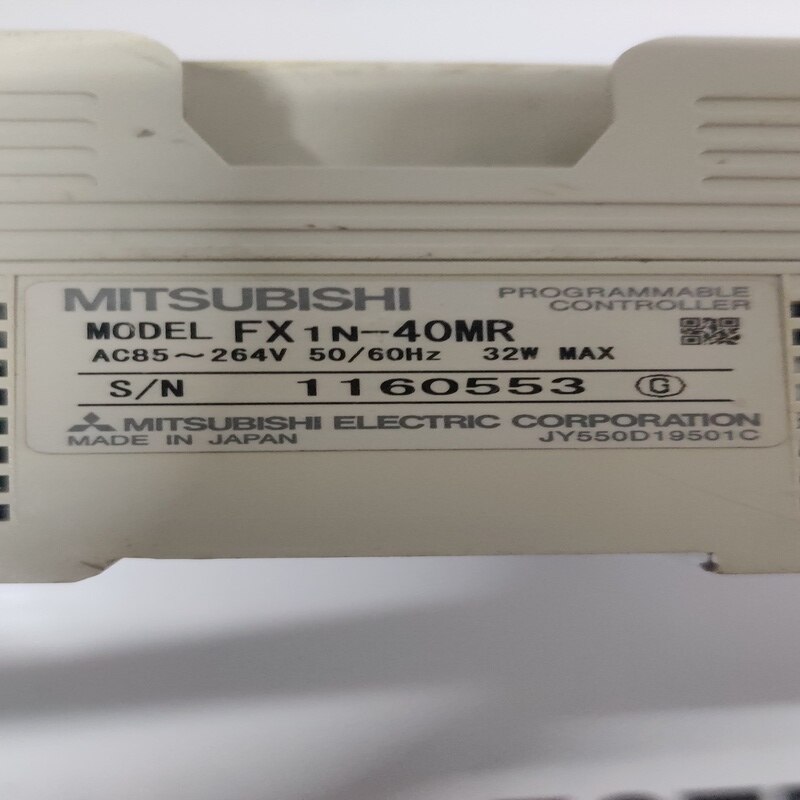 MITSUBISHI PROGRAMMABLE CONTROLLER
MODEL FX1N-40MR
AC85~264V 50/60Hz 32W MAX
S/N 1160553 G
MITSUBISHI ELECTRIC CORPORATION
MADE IN JAPAN JY550D19501C